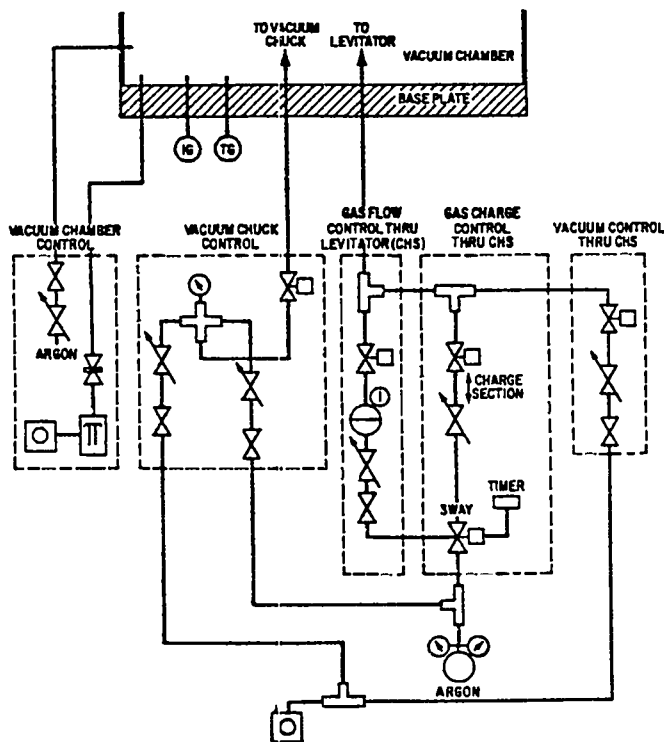 TO VACUUM
CHUCK
TO
LEVITATOR
VACUUM CHAMBER
BASE PLATE
IG
TG
VACUUM CHAMBER
CONTROL
VACUUM CHUCK
CONTROL
GAS FLOW
CONTROL THRU
LEVITATOR (CHS)
GAS CHARGE
CONTROL
THRU CHS
VACUUM CONTROL
THRU CHS
ARGON
CHARGE
SECTION
TIMER
3WAY
ARGON